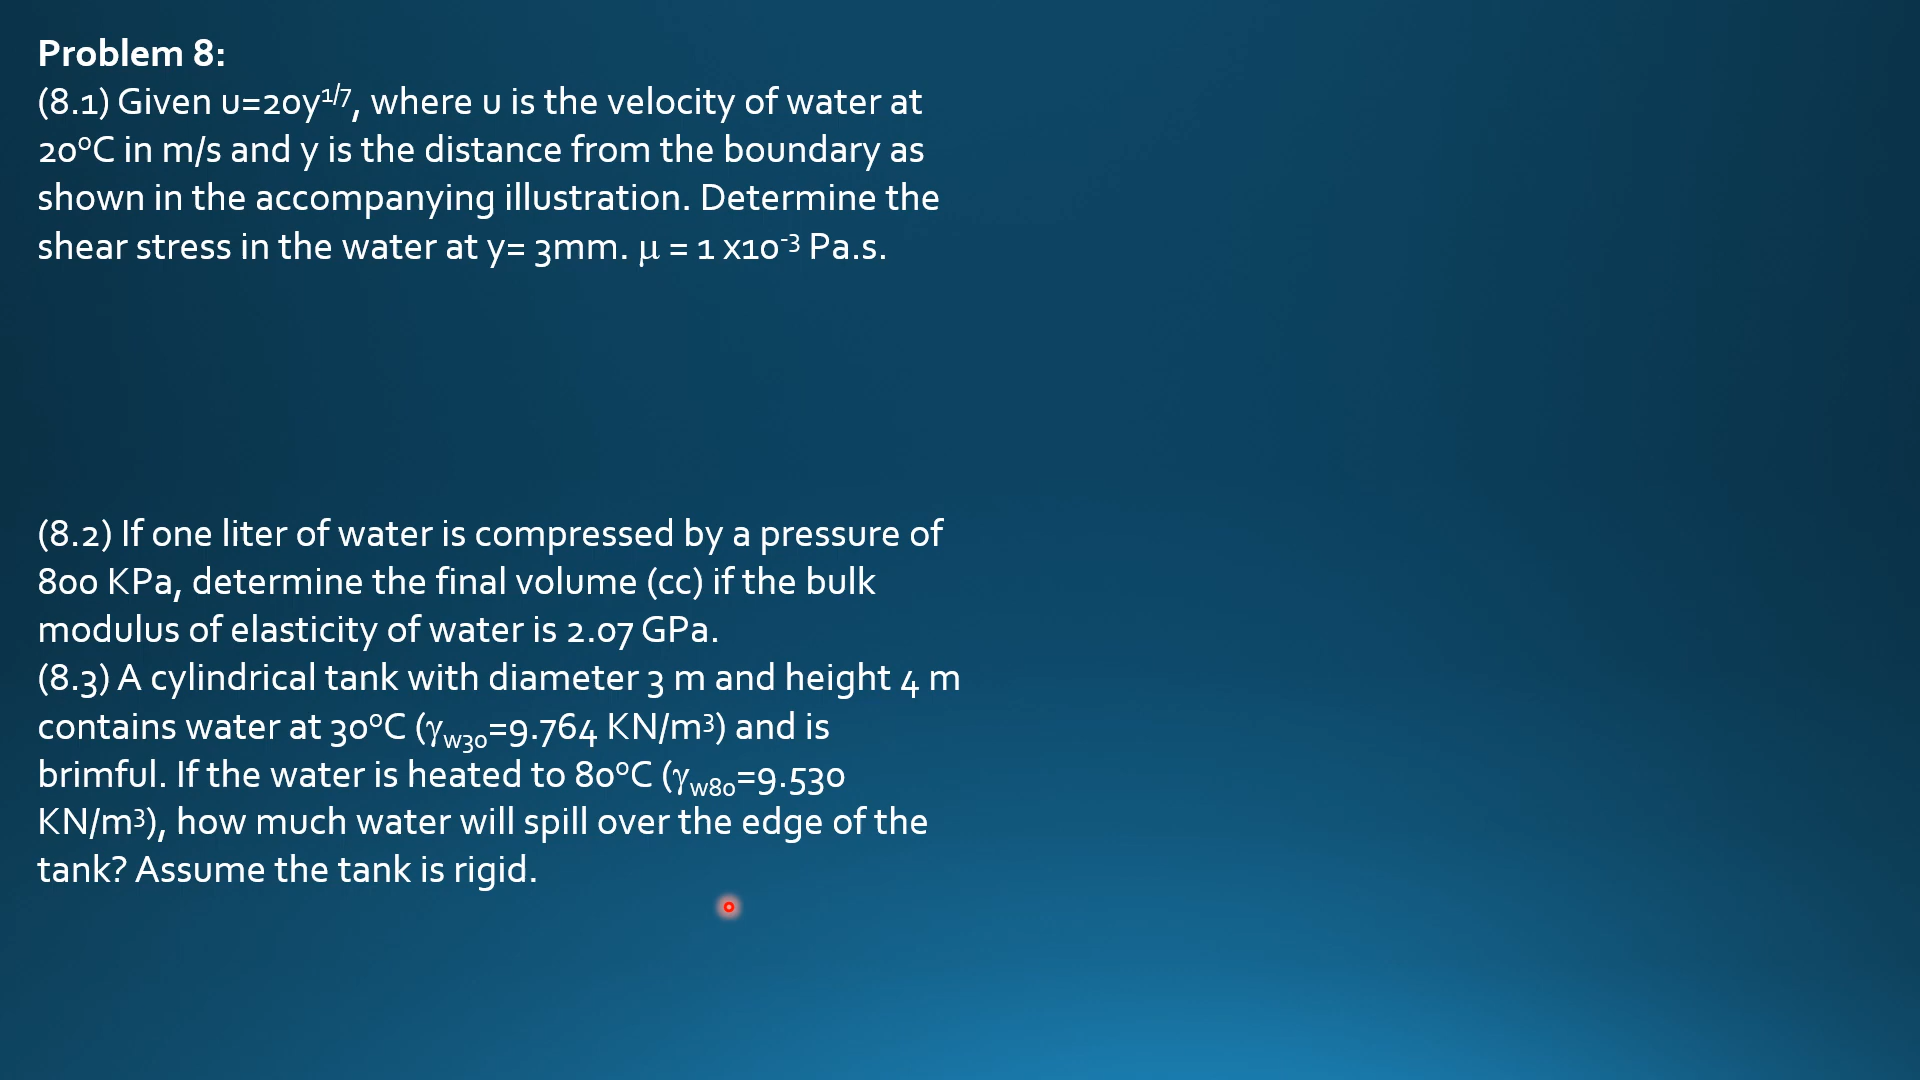 Problem 8:
(8.1) Given u=20y^1/7, where u is the velocity of water at
20⁰C in m/s and y is the distance from the boundary as
shown in the accompanying illustration. Determine the
shear stress in the water at y= 3mm. μ = 1 x10⁻³ Pa.s.
(8.2) If one liter of water is compressed by a pressure of
800 KPa, determine the final volume (cc) if the bulk
modulus of elasticity of water is 2.07 GPa.
(8.3) A cylindrical tank with diameter 3 m and height 4 m
contains water at 30⁰C (γw30=9.764 KN/m³) and is
brimful. If the water is heated to 80⁰C (γw80=9.530
KN/m³), how much water will spill over the edge of the
tank? Assume the tank is rigid.